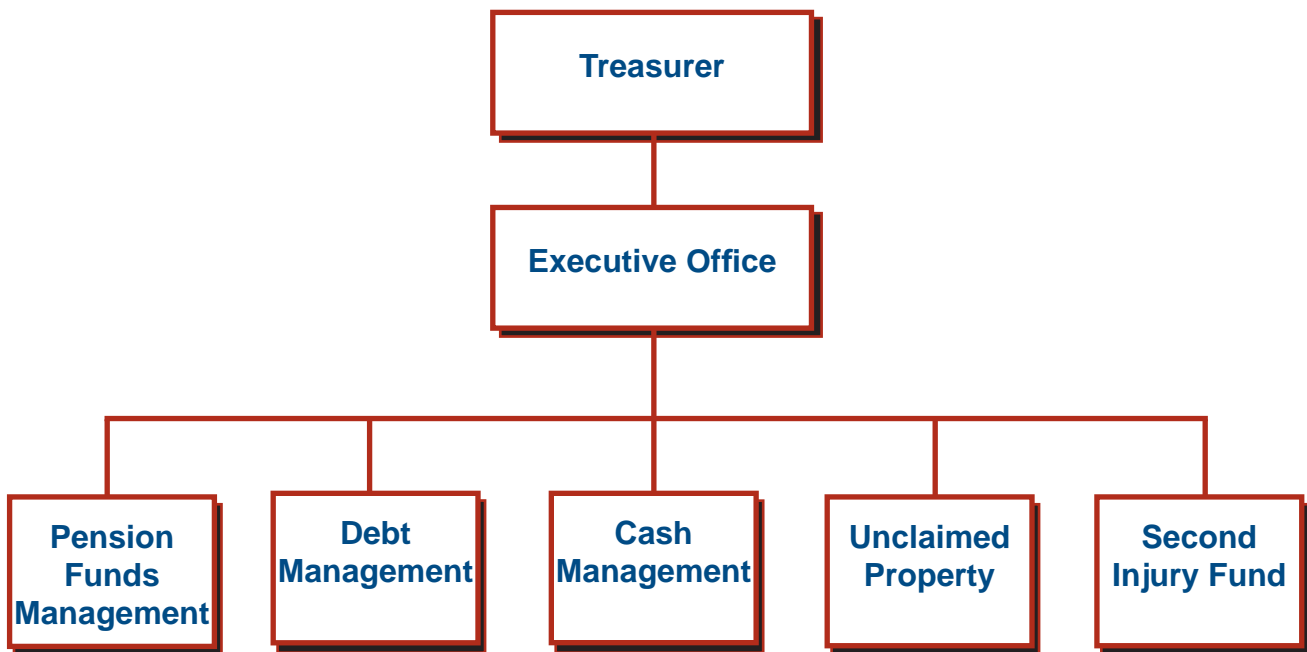 Treasurer
Executive Office
Pension
Funds
Management
Debt
Management
Cash
Management
Unclaimed
Property
Second
Injury Fund